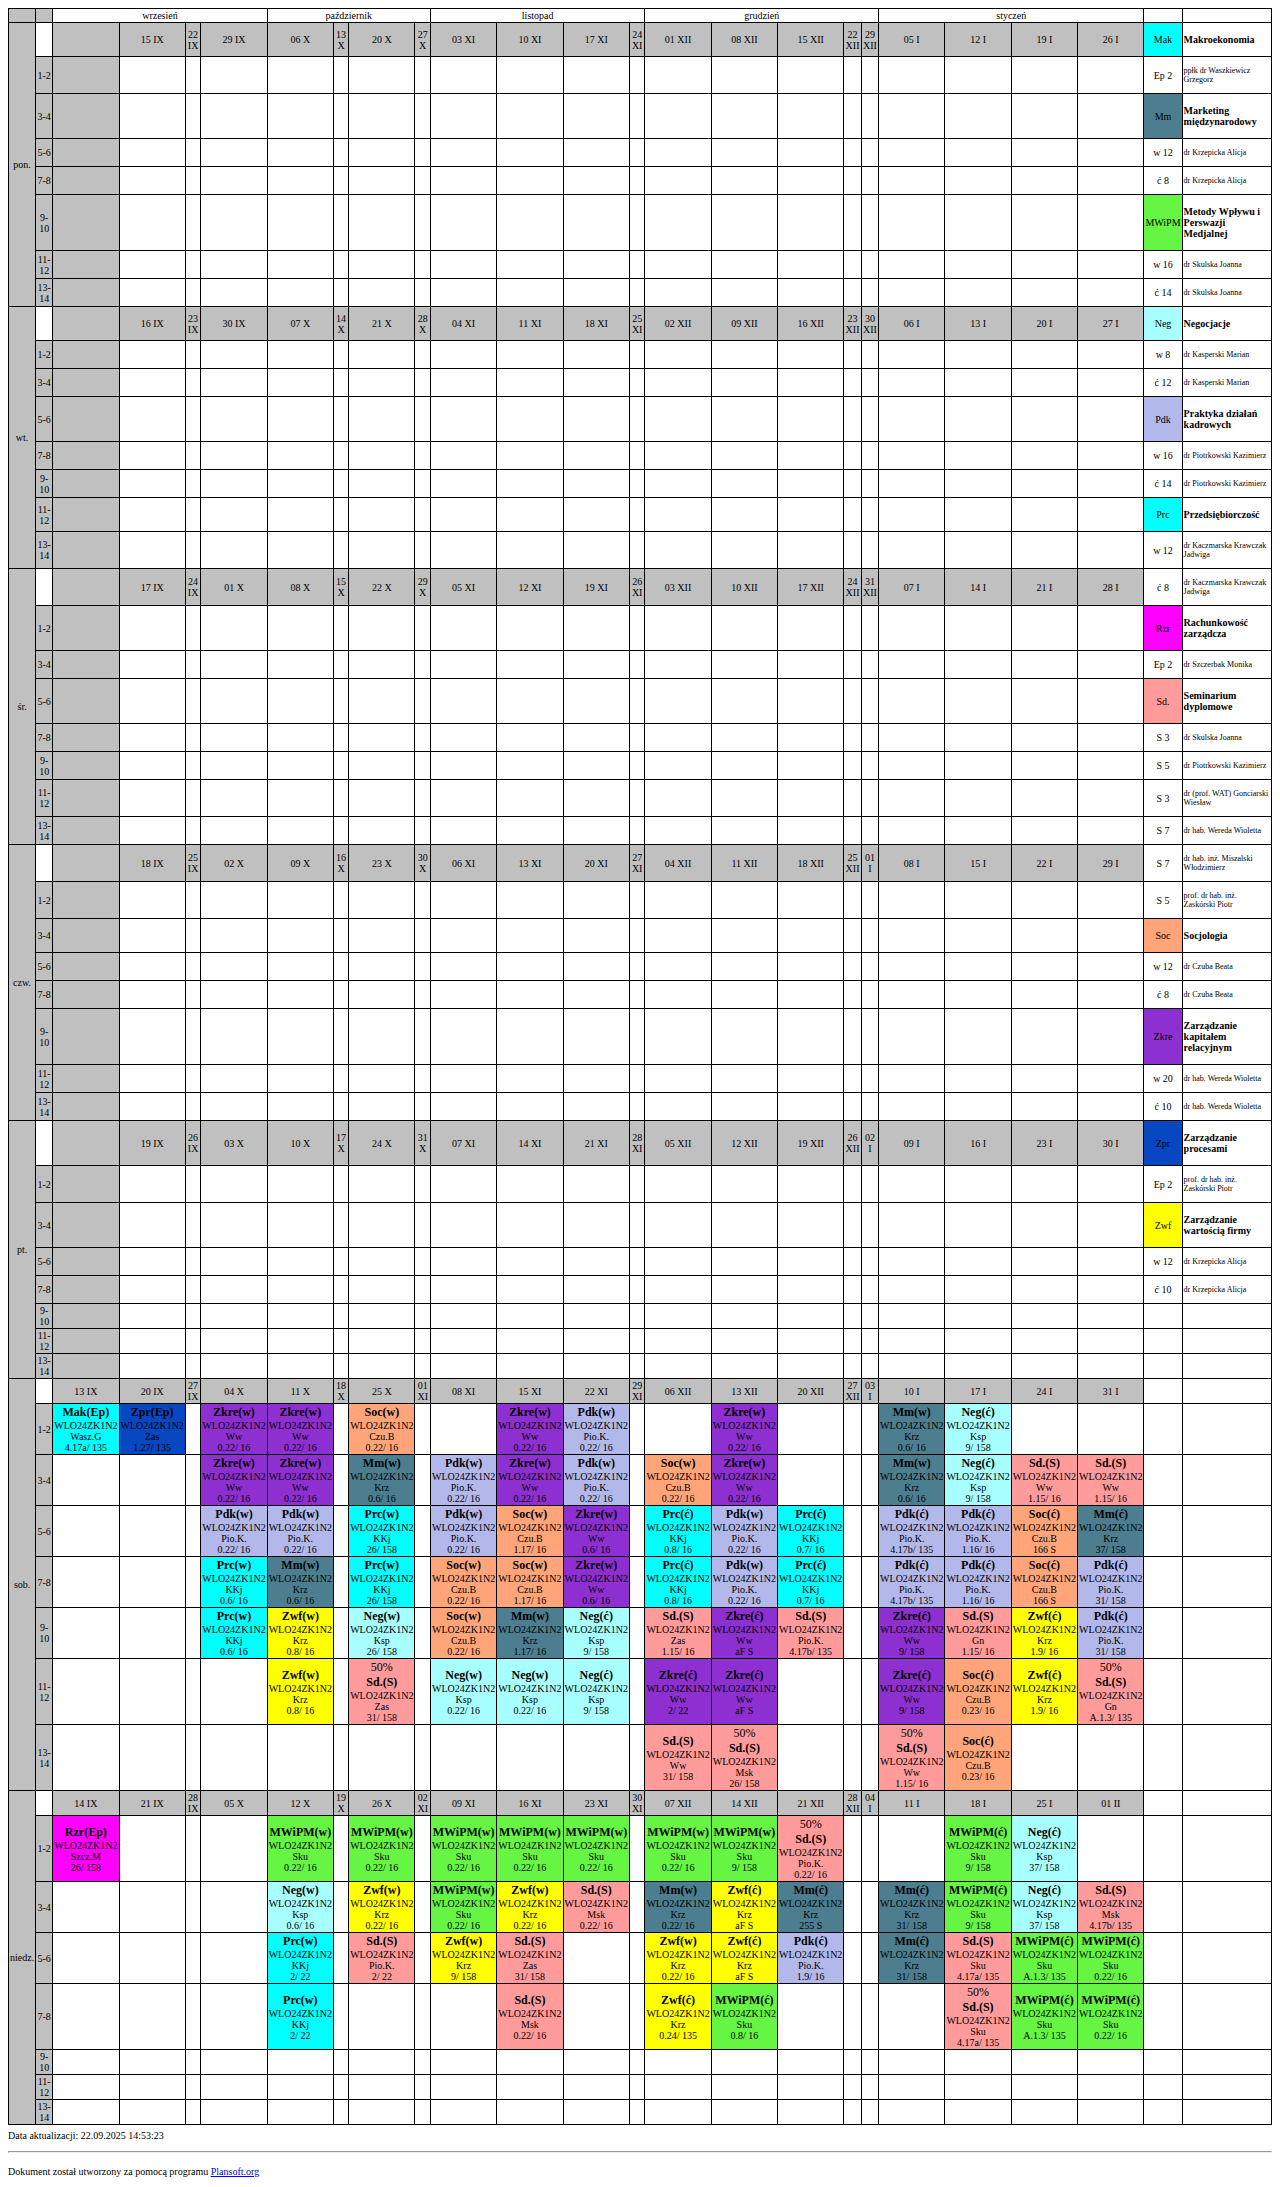 wrzesień październik listopad grudzień styczeń
pon. 15 IX 22 IX 29 IX 06 X 13 X 20 X 27 X 03 XI 10 XI 17 XI 24 XI 01 XII 08 XII 15 XII 22 XII 29 XII 05 I 12 I 19 I 26 I Mak Makroekonomia
1-2 Ep 2 ppłk dr Waszkiewicz Grzegorz
3-4 Mm Marketing międzynarodowy
5-6 w 12 dr Krzepicka Alicja
7-8 ć 8 dr Krzepicka Alicja
9-10 MWiPM Metody Wpływu i Perswazji Medjalnej
11-12 w 16 dr Skulska Joanna
13-14 ć 14 dr Skulska Joanna
wt. 16 IX 23 IX 30 IX 07 X 14 X 21 X 28 X 04 XI 11 XI 18 XI 25 XI 02 XII 09 XII 16 XII 23 XII 30 XII 06 I 13 I 20 I 27 I Neg Negocjacje
1-2 w 8 dr Kasperski Marian
3-4 ć 12 dr Kasperski Marian
5-6 Pdk Praktyka działań kadrowych
7-8 w 16 dr Piotrkowski Kazimierz
9-10 ć 14 dr Piotrkowski Kazimierz
11-12 Prc Przedsiębiorczość
13-14 w 12 dr Kaczmarska Krawczak Jadwiga
śr. 17 IX 24 IX 01 X 08 X 15 X 22 X 29 X 05 XI 12 XI 19 XI 26 XI 03 XII 10 XII 17 XII 24 XII 31 XII 07 I 14 I 21 I 28 I ć 8 dr Kaczmarska Krawczak Jadwiga
1-2 Rzr Rachunkowość zarządcza
3-4 Ep 2 dr Szczerbak Monika
5-6 Sd. Seminarium dyplomowe
7-8 S 3 dr Skulska Joanna
9-10 S 5 dr Piotrkowski Kazimierz
11-12 S 3 dr (prof. WAT) Gonciarski Wiesław
13-14 S 7 dr hab. Wereda Wioletta
czw. 18 IX 25 IX 02 X 09 X 16 X 23 X 30 X 06 XI 13 XI 20 XI 27 XI 04 XII 11 XII 18 XII 25 XII 01 I 08 I 15 I 22 I 29 I S 7 dr hab. inż. Miszalski Włodzimierz
1-2 S 5 prof. dr hab. inż. Zaskórski Piotr
3-4 Soc Socjologia
5-6 w 12 dr Czuba Beata
7-8 ć 8 dr Czuba Beata
9-10 Zkre Zarządzanie kapitałem relacyjnym
11-12 w 20 dr hab. Wereda Wioletta
13-14 ć 10 dr hab. Wereda Wioletta
pt. 19 IX 26 IX 03 X 10 X 17 X 24 X 31 X 07 XI 14 XI 21 XI 28 XI 05 XII 12 XII 19 XII 26 XII 02 I 09 I 16 I 23 I 30 I Zpr Zarządzanie procesami
1-2 Ep 2 prof. dr hab. inż. Zaskórski Piotr
3-4 Zwf Zarządzanie wartością firmy
5-6 w 12 dr Krzepicka Alicja
7-8 ć 10 dr Krzepicka Alicja
9-10
11-12
13-14
sob. 13 IX 20 IX 27 IX 04 X 11 X 18 X 25 X 01 XI 08 XI 15 XI 22 XI 29 XI 06 XII 13 XII 20 XII 27 XII 03 I 10 I 17 I 24 I 31 I
1-2 Mak(Ep) Zpr(Ep) Zkre(w) Zkre(w) Soc(w) Zkre(w) Pdk(w) Zkre(w) Mm(w) Neg(ć)
WLO24ZK1N2 WLO24ZK1N2 WLO24ZK1N2 WLO24ZK1N2 WLO24ZK1N2 WLO24ZK1N2 WLO24ZK1N2 WLO24ZK1N2 WLO24ZK1N2 WLO24ZK1N2
Wasz.G Zas Ww Ww Czu.B Ww Pio.K. Ww Krz Ksp
4.17a/ 135 1.27/ 135 0.22/ 16 0.22/ 16 0.22/ 16 0.22/ 16 0.22/ 16 0.22/ 16 0.6/ 16 9/ 158
3-4 Zkre(w) Zkre(w) Mm(w) Pdk(w) Zkre(w) Pdk(w) Soc(w) Zkre(w) Mm(w) Neg(ć) Sd.(S) Sd.(S)
WLO24ZK1N2 WLO24ZK1N2 WLO24ZK1N2 WLO24ZK1N2 WLO24ZK1N2 WLO24ZK1N2 WLO24ZK1N2 WLO24ZK1N2 WLO24ZK1N2 WLO24ZK1N2 WLO24ZK1N2 WLO24ZK1N2
Ww Ww Krz Pio.K. Ww Pio.K. Czu.B Ww Krz Ksp Ww Ww
0.22/ 16 0.22/ 16 0.6/ 16 0.22/ 16 0.22/ 16 0.22/ 16 0.22/ 16 0.22/ 16 0.6/ 16 9/ 158 1.15/ 16 1.15/ 16
5-6 Pdk(w) Pdk(w) Prc(w) Pdk(w) Soc(w) Zkre(w) Prc(ć) Pdk(w) Prc(ć) Pdk(ć) Pdk(ć) Soc(ć) Mm(ć)
WLO24ZK1N2 WLO24ZK1N2 WLO24ZK1N2 WLO24ZK1N2 WLO24ZK1N2 WLO24ZK1N2 WLO24ZK1N2 WLO24ZK1N2 WLO24ZK1N2 WLO24ZK1N2 WLO24ZK1N2 WLO24ZK1N2 WLO24ZK1N2
Pio.K. Pio.K. KKj Pio.K. Czu.B Ww KKj Pio.K. KKj Pio.K. Pio.K. Czu.B Krz
0.22/ 16 0.22/ 16 26/ 158 0.22/ 16 1.17/ 16 0.6/ 16 0.8/ 16 0.22/ 16 0.7/ 16 4.17b/ 135 1.16/ 16 166 S 37/ 158
7-8 Prc(w) Mm(w) Prc(w) Soc(w) Soc(w) Zkre(w) Prc(ć) Pdk(w) Prc(ć) Pdk(ć) Pdk(ć) Soc(ć) Pdk(ć)
WLO24ZK1N2 WLO24ZK1N2 WLO24ZK1N2 WLO24ZK1N2 WLO24ZK1N2 WLO24ZK1N2 WLO24ZK1N2 WLO24ZK1N2 WLO24ZK1N2 WLO24ZK1N2 WLO24ZK1N2 WLO24ZK1N2 WLO24ZK1N2
KKj Krz KKj Czu.B Czu.B Ww KKj Pio.K. KKj Pio.K. Pio.K. Czu.B Pio.K.
0.6/ 16 0.6/ 16 26/ 158 0.22/ 16 1.17/ 16 0.6/ 16 0.8/ 16 0.22/ 16 0.7/ 16 4.17b/ 135 1.16/ 16 166 S 31/ 158
9-10 Prc(w) Zwf(w) Neg(w) Soc(w) Mm(w) Neg(ć) Sd.(S) Zkre(ć) Sd.(S) Zkre(ć) Sd.(S) Zwf(ć) Pdk(ć)
WLO24ZK1N2 WLO24ZK1N2 WLO24ZK1N2 WLO24ZK1N2 WLO24ZK1N2 WLO24ZK1N2 WLO24ZK1N2 WLO24ZK1N2 WLO24ZK1N2 WLO24ZK1N2 WLO24ZK1N2 WLO24ZK1N2 WLO24ZK1N2
KKj Krz Ksp Czu.B Krz Ksp Zas Ww Pio.K. Ww Gn Krz Pio.K.
0.6/ 16 0.8/ 16 26/ 158 0.22/ 16 1.17/ 16 9/ 158 1.15/ 16 aF S 4.17b/ 135 9/ 158 1.15/ 16 1.9/ 16 31/ 158
11-12 Zwf(w) 50% Sd.(S) Neg(w) Neg(w) Neg(ć) Zkre(ć) Zkre(ć) Zkre(ć) Soc(ć) Zwf(ć) 50% Sd.(S)
WLO24ZK1N2 WLO24ZK1N2 WLO24ZK1N2 WLO24ZK1N2 WLO24ZK1N2 WLO24ZK1N2 WLO24ZK1N2 WLO24ZK1N2 WLO24ZK1N2 WLO24ZK1N2 WLO24ZK1N2
Krz Zas Ksp Ksp Ksp Ww Ww Ww Czu.B Krz Gn
0.8/ 16 31/ 158 0.22/ 16 0.22/ 16 9/ 158 2/ 22 aF S 9/ 158 0.23/ 16 1.9/ 16 A.1.3/ 135
13-14 Sd.(S) 50% Sd.(S) 50% Sd.(S) Soc(ć)
WLO24ZK1N2 WLO24ZK1N2 WLO24ZK1N2 WLO24ZK1N2
Ww Msk Ww Czu.B
31/ 158 26/ 158 1.15/ 16 0.23/ 16
niedz. 14 IX 21 IX 28 IX 05 X 12 X 19 X 26 X 02 XI 09 XI 16 XI 23 XI 30 XI 07 XII 14 XII 21 XII 28 XII 04 I 11 I 18 I 25 I 01 II
1-2 Rzr(Ep) MWiPM(w) MWiPM(w) MWiPM(w) MWiPM(w) MWiPM(w) MWiPM(w) MWiPM(w) 50% Sd.(S) MWiPM(ć) Neg(ć)
WLO24ZK1N2 WLO24ZK1N2 WLO24ZK1N2 WLO24ZK1N2 WLO24ZK1N2 WLO24ZK1N2 WLO24ZK1N2 WLO24ZK1N2 WLO24ZK1N2 WLO24ZK1N2 WLO24ZK1N2
Szcz.M Sku Sku Sku Sku Sku Sku Sku Pio.K. Sku Ksp
26/ 158 0.22/ 16 0.22/ 16 0.22/ 16 0.22/ 16 0.22/ 16 0.22/ 16 9/ 158 0.22/ 16 9/ 158 37/ 158
3-4 Neg(w) Zwf(w) MWiPM(w) Zwf(w) Sd.(S) Mm(w) Zwf(ć) Mm(ć) Mm(ć) MWiPM(ć) Neg(ć) Sd.(S)
WLO24ZK1N2 WLO24ZK1N2 WLO24ZK1N2 WLO24ZK1N2 WLO24ZK1N2 WLO24ZK1N2 WLO24ZK1N2 WLO24ZK1N2 WLO24ZK1N2 WLO24ZK1N2 WLO24ZK1N2 WLO24ZK1N2
Ksp Krz Sku Krz Msk Krz Krz Krz Krz Sku Ksp Msk
0.6/ 16 0.22/ 16 0.22/ 16 0.22/ 16 0.22/ 16 0.22/ 16 aF S 255 S 31/ 158 9/ 158 37/ 158 4.17b/ 135
5-6 Prc(w) Sd.(S) Zwf(w) Sd.(S) Zwf(w) Zwf(ć) Pdk(ć) Mm(ć) Sd.(S) MWiPM(ć) MWiPM(ć)
WLO24ZK1N2 WLO24ZK1N2 WLO24ZK1N2 WLO24ZK1N2 WLO24ZK1N2 WLO24ZK1N2 WLO24ZK1N2 WLO24ZK1N2 WLO24ZK1N2 WLO24ZK1N2 WLO24ZK1N2
KKj Pio.K. Krz Zas Krz Krz Pio.K. Krz Sku Sku Sku
2/ 22 2/ 22 9/ 158 31/ 158 0.22/ 16 aF S 1.9/ 16 31/ 158 4.17a/ 135 A.1.3/ 135 0.22/ 16
7-8 Prc(w) Sd.(S) Zwf(ć) MWiPM(ć) 50% Sd.(S) MWiPM(ć) MWiPM(ć)
WLO24ZK1N2 WLO24ZK1N2 WLO24ZK1N2 WLO24ZK1N2 WLO24ZK1N2 WLO24ZK1N2 WLO24ZK1N2
KKj Msk Krz Sku Sku Sku Sku
2/ 22 0.22/ 16 0.24/ 135 0.8/ 16 4.17a/ 135 A.1.3/ 135 0.22/ 16
9-10
11-12
13-14
Data aktualizacji: 22.09.2025 14:53:23
Dokument został utworzony za pomocą programu Plansoft.org